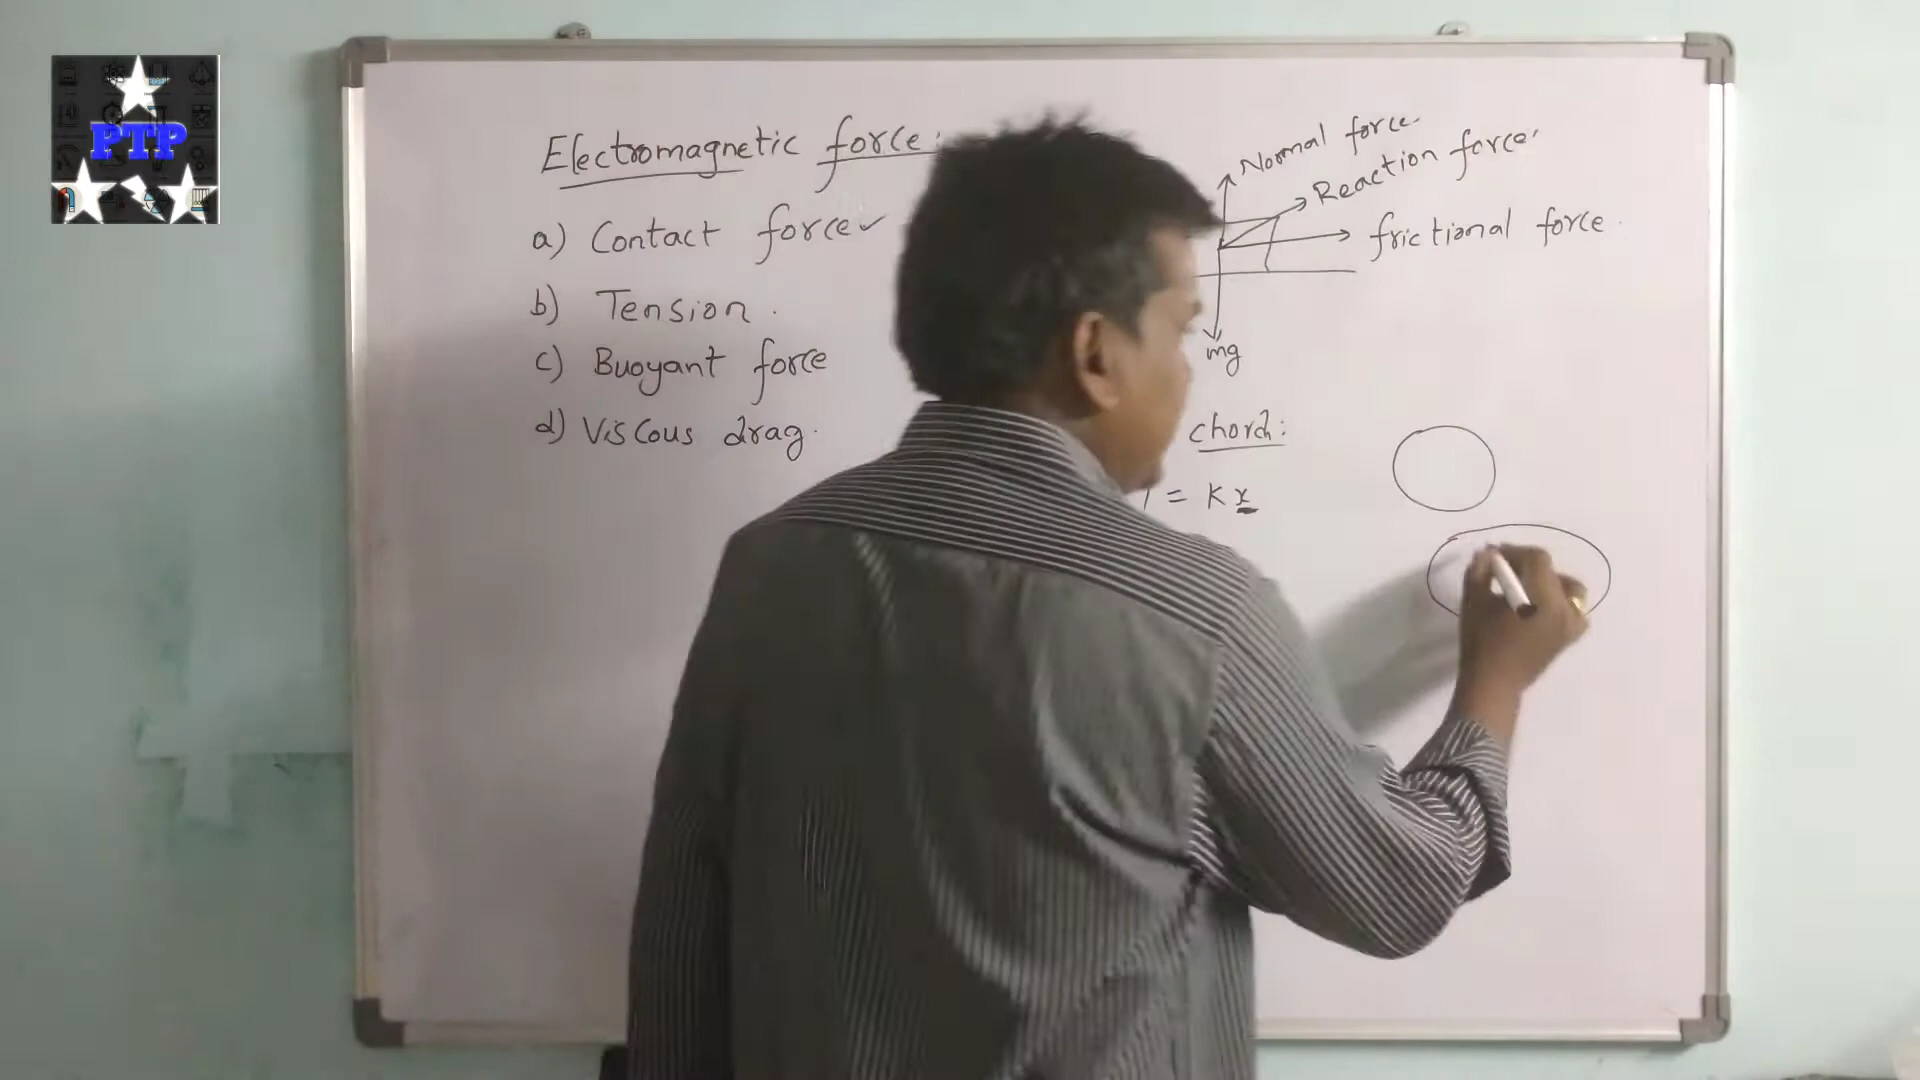 PTP
Electromagnetic force:
a) Contact force ✓
b) Tension.
c) Buoyant force
d) Viscous drag.
Normal force.
Reaction force.
frictional force.
mg
chord:
= Kx